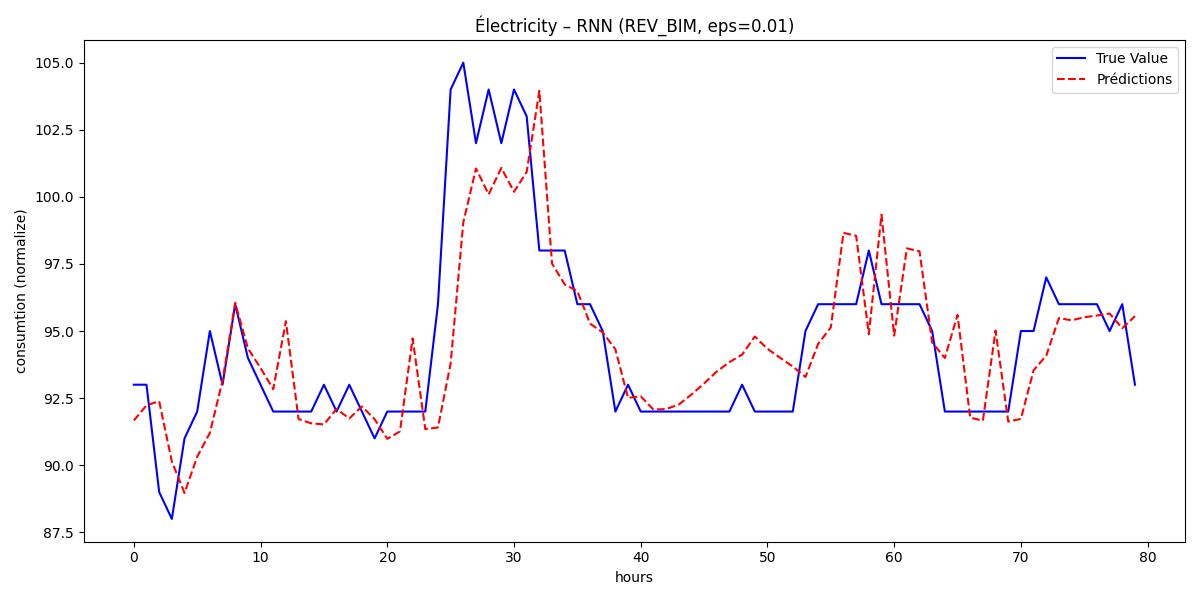 Électricity – RNN (REV_BIM, eps=0.01)
True Value
Prédictions
consumtion (normalize)
105.0
102.5
100.0
97.5
95.0
92.5
90.0
87.5
0 10 20 30 40 50 60 70 80
hours